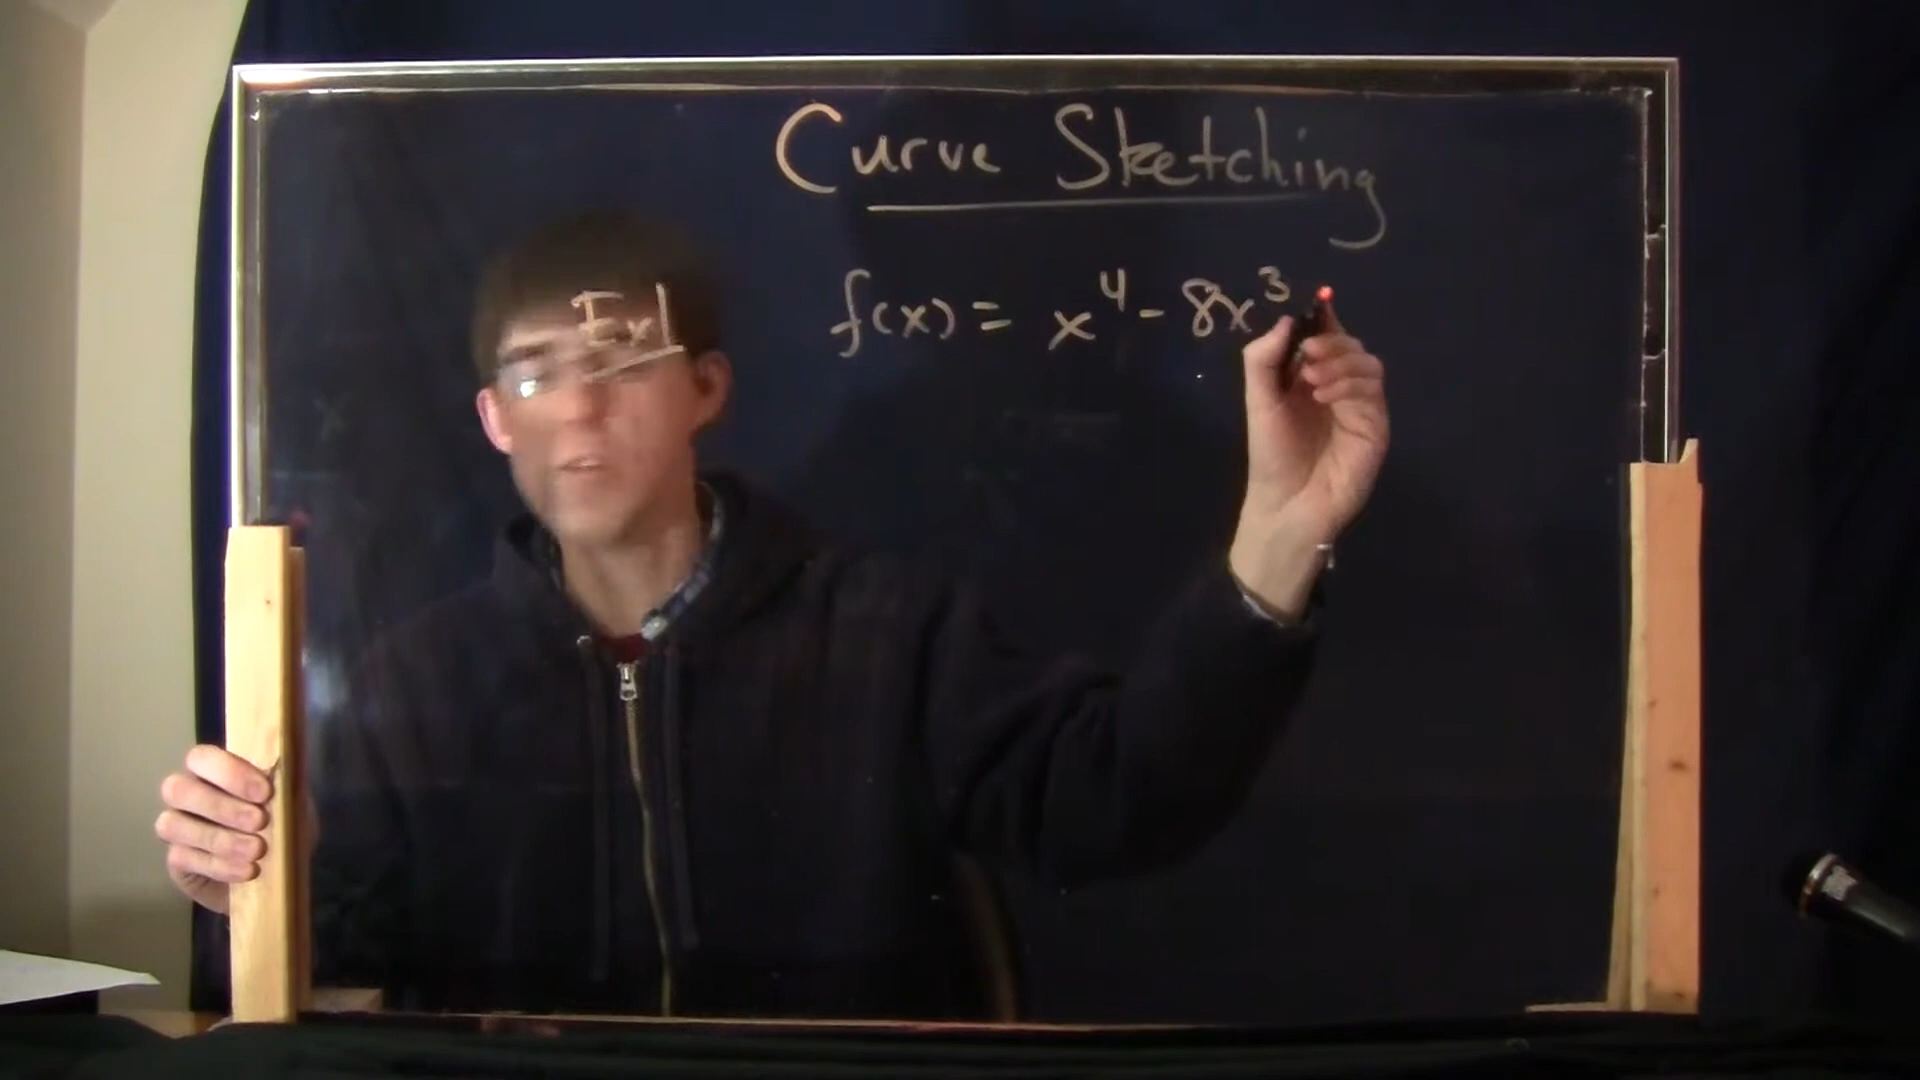 Curve Sketching
Ex1 f(x) = x⁴ - 8x³